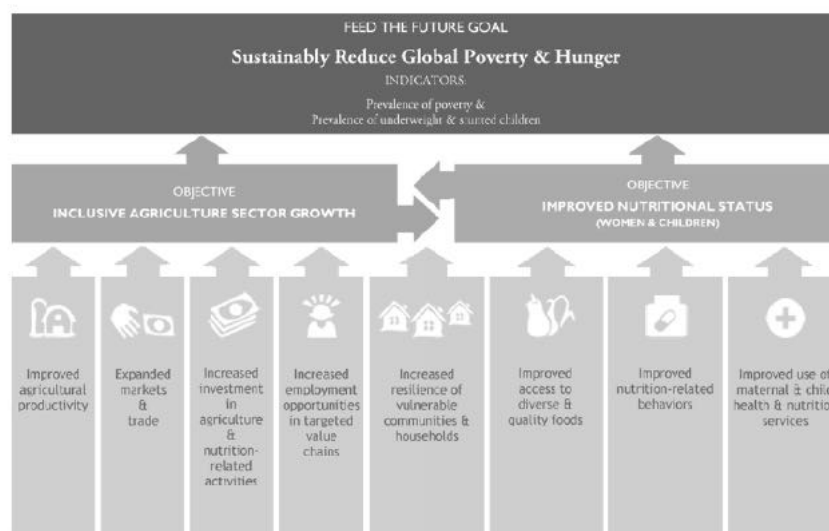 FEED THE FUTURE GOAL
Sustainably Reduce Global Poverty & Hunger
INDICATORS:
Prevalence of poverty &
Prevalence of underweight & stunted children
OBJECTIVE
INCLUSIVE AGRICULTURE SECTOR GROWTH
OBJECTIVE
IMPROVED NUTRITIONAL STATUS
(WOMEN & CHILDREN)
Improved
agricultural
productivity
Expanded
markets
&
trade
Increased
investment
in
agriculture
&
nutrition-
related
activities
Increased
employment
opportunities
in targeted
value
chains
Increased
resilience of
vulnerable
communities &
households
Improved
access to
diverse &
quality foods
Improved
nutrition-related
behaviors
Improved use of
maternal & child
health & nutrition
services